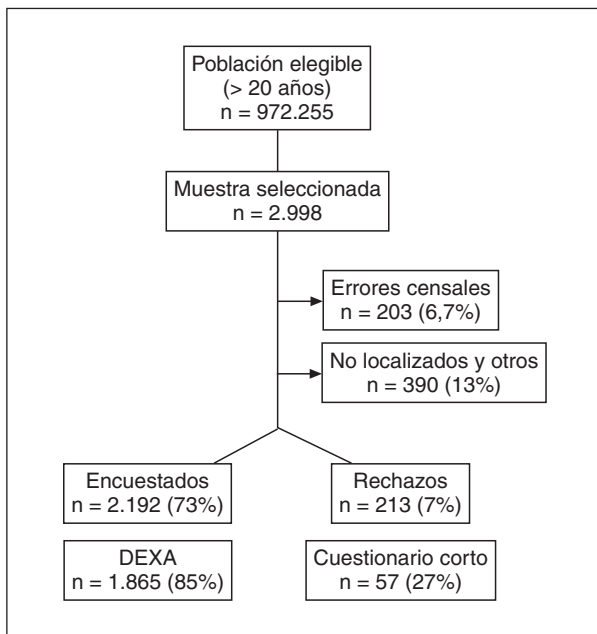 Población elegible
(> 20 años)
n = 972.255
Muestra seleccionada
n = 2.998
Errores censales
n = 203 (6,7%)
No localizados y otros
n = 390 (13%)
Encuestados
n = 2.192 (73%)
Rechazos
n = 213 (7%)
DEXA
n = 1.865 (85%)
Cuestionario corto
n = 57 (27%)